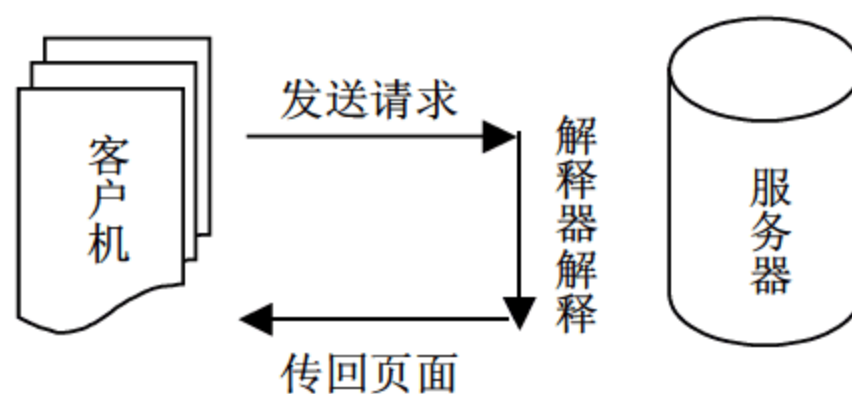 发送请求
客户机
解释器解释
服务器
传回页面